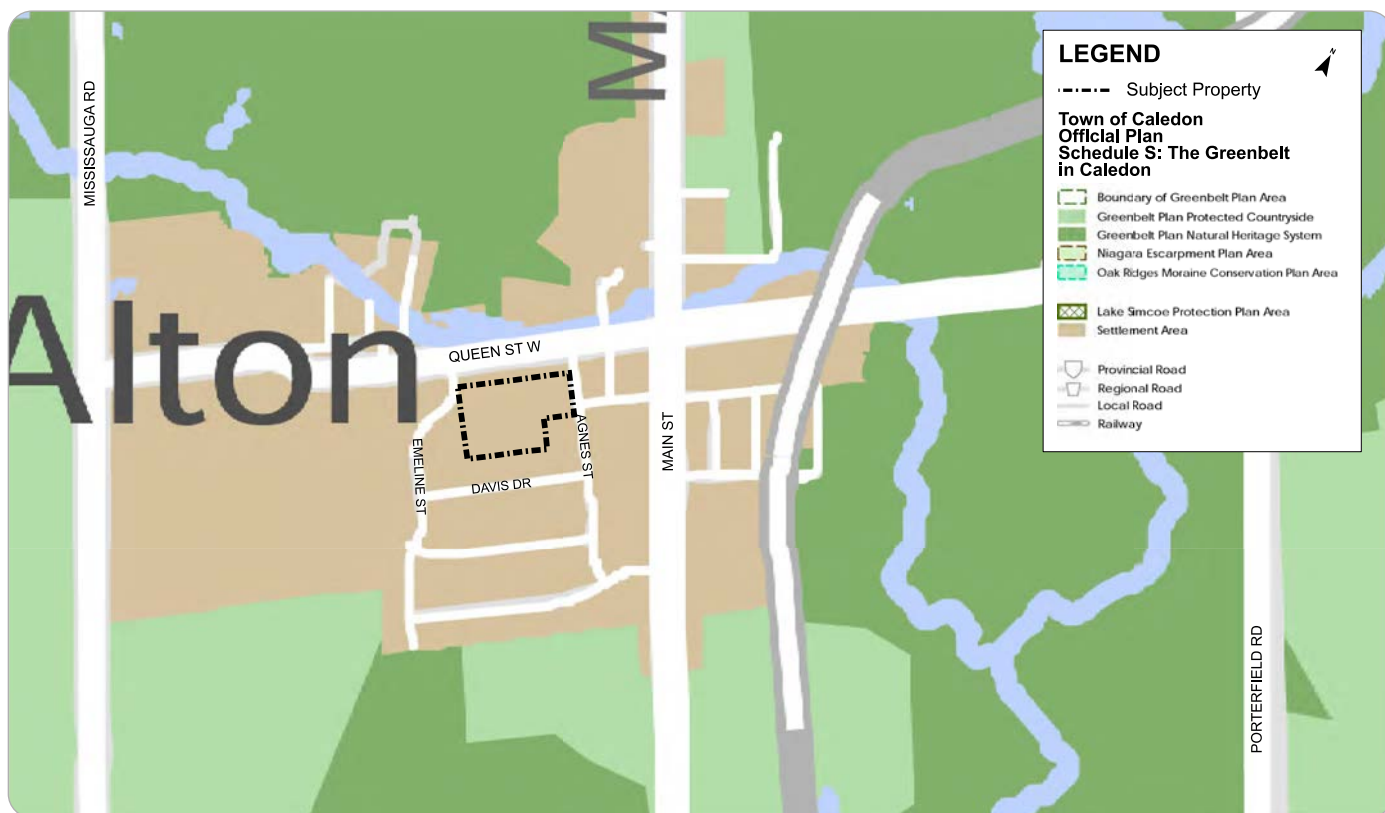 LEGEND
N
Subject Property
Town of Caledon
Official Plan
Schedule S: The Greenbelt
in Caledon
Boundary of Greenbelt Plan Area
Greenbelt Plan Protected Countryside
Greenbelt Plan Natural Heritage System
Niagara Escarpment Plan Area
Oak Ridges Moraine Conservation Plan Area
Lake Simcoe Protection Plan Area
Settlement Area
Provincial Road
Regional Road
Local Road
Railway
MISSISSAUGA RD
Alton
QUEEN ST W
EMELINE ST
AGNES ST
DAVIS DR
MAIN ST
PORTERFIELD RD